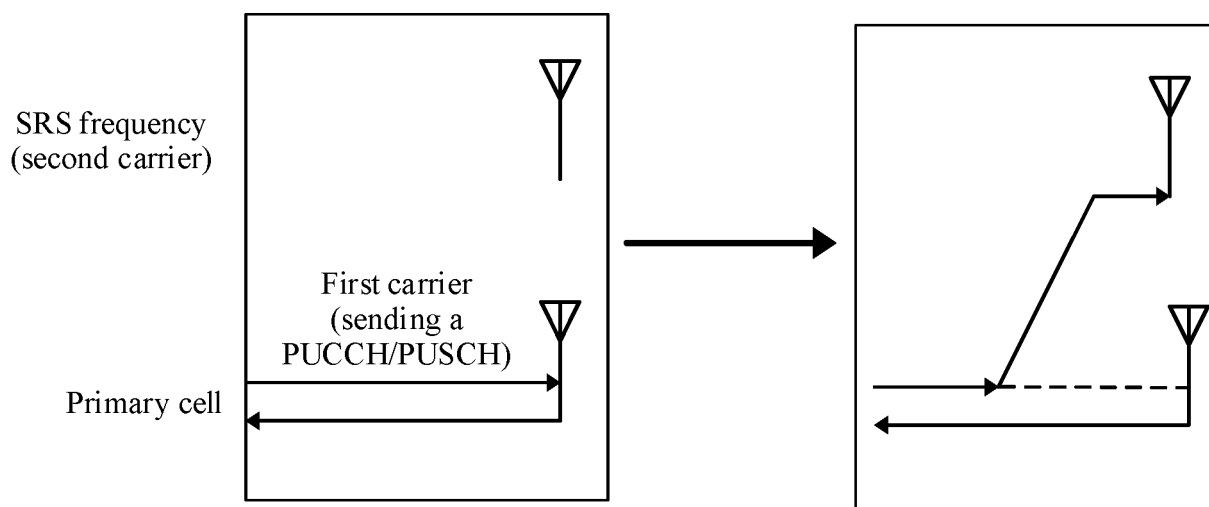 SRS frequency
(second carrier)
First carrier
(sending a
PUCCH/PUSCH)
Primary cell